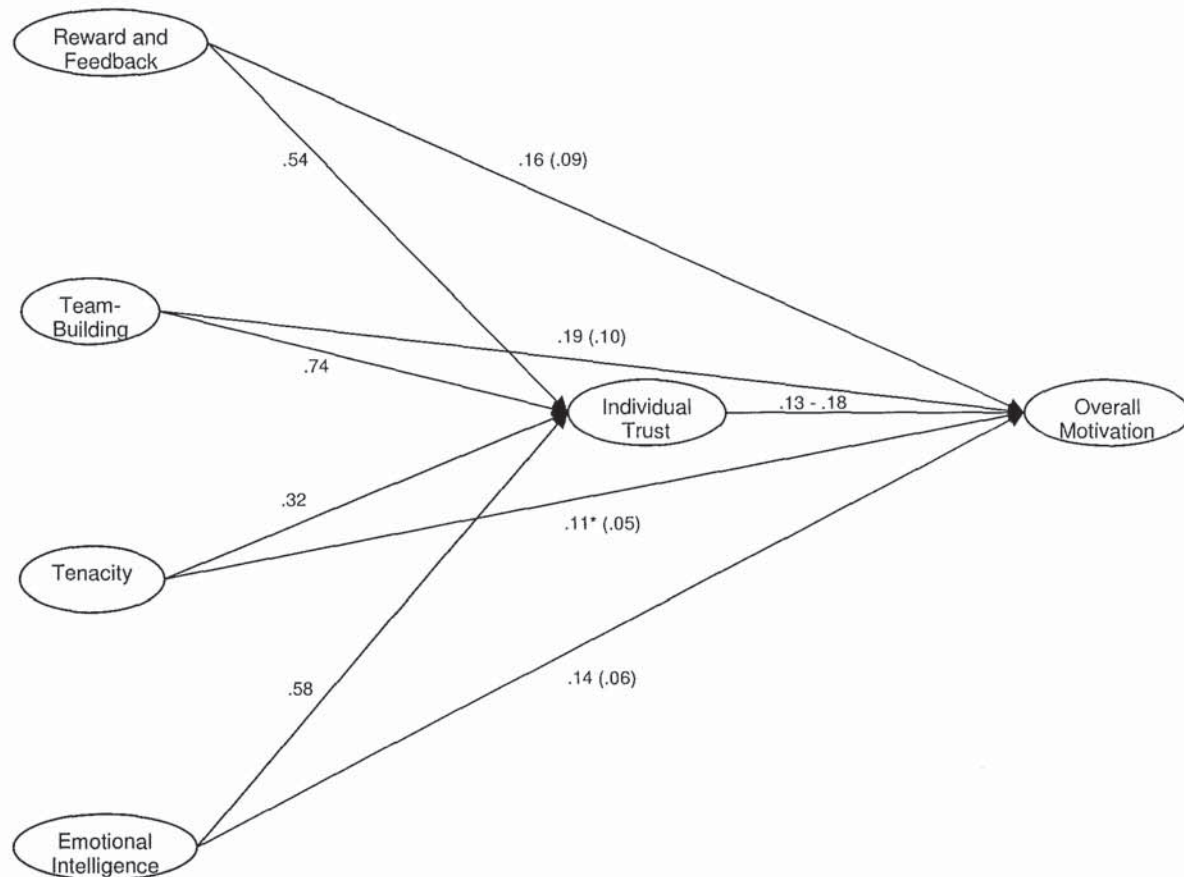 Reward and
Feedback
.54
.16 (.09)
Team-
Building
.19 (.10)
.74
Individual
Trust
.13 - .18
Overall
Motivation
.32
.11* (.05)
Tenacity
.58
.14 (.06)
Emotional
Intelligence